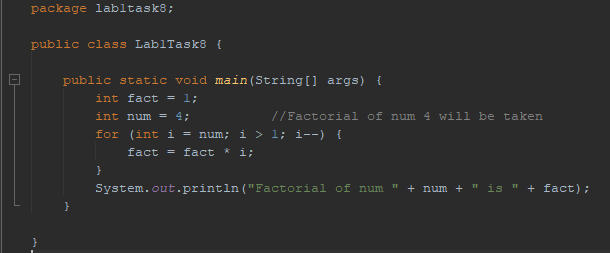 package lab1task8;
public class Lab1Task8 {
public static void main(String[] args) {
int fact = 1;
int num = 4; //Factorial of num 4 will be taken
for (int i = num; i > 1; i--) {
fact = fact * i;
}
System.out.println("Factorial of num " + num + " is " + fact);
}
}